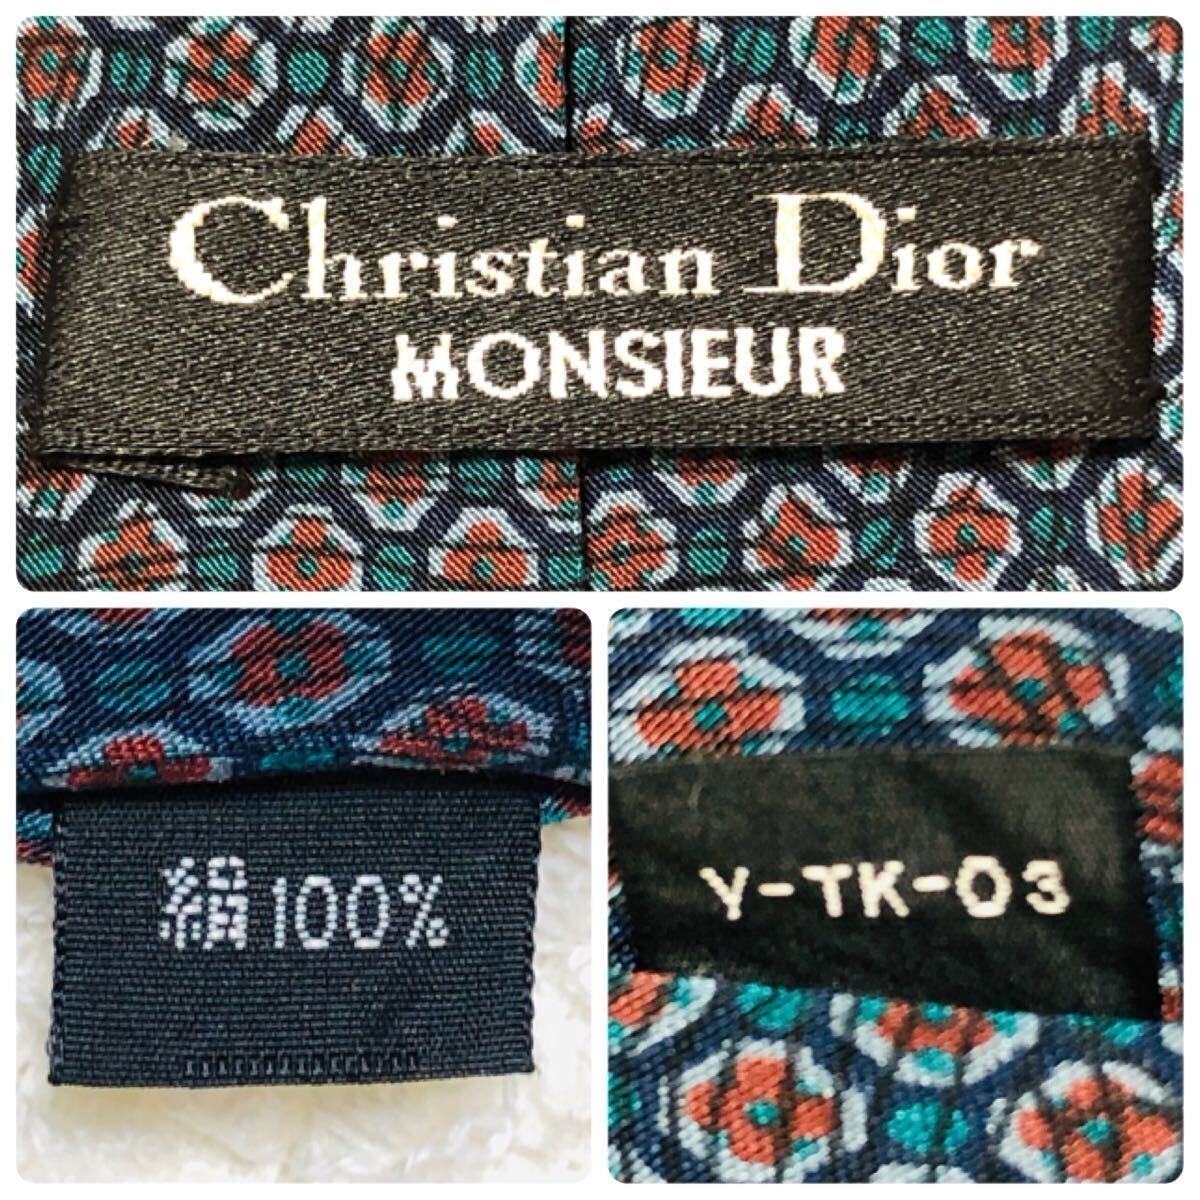 Christian Dior
MONSIEUR
絹100%
Y-TK-03